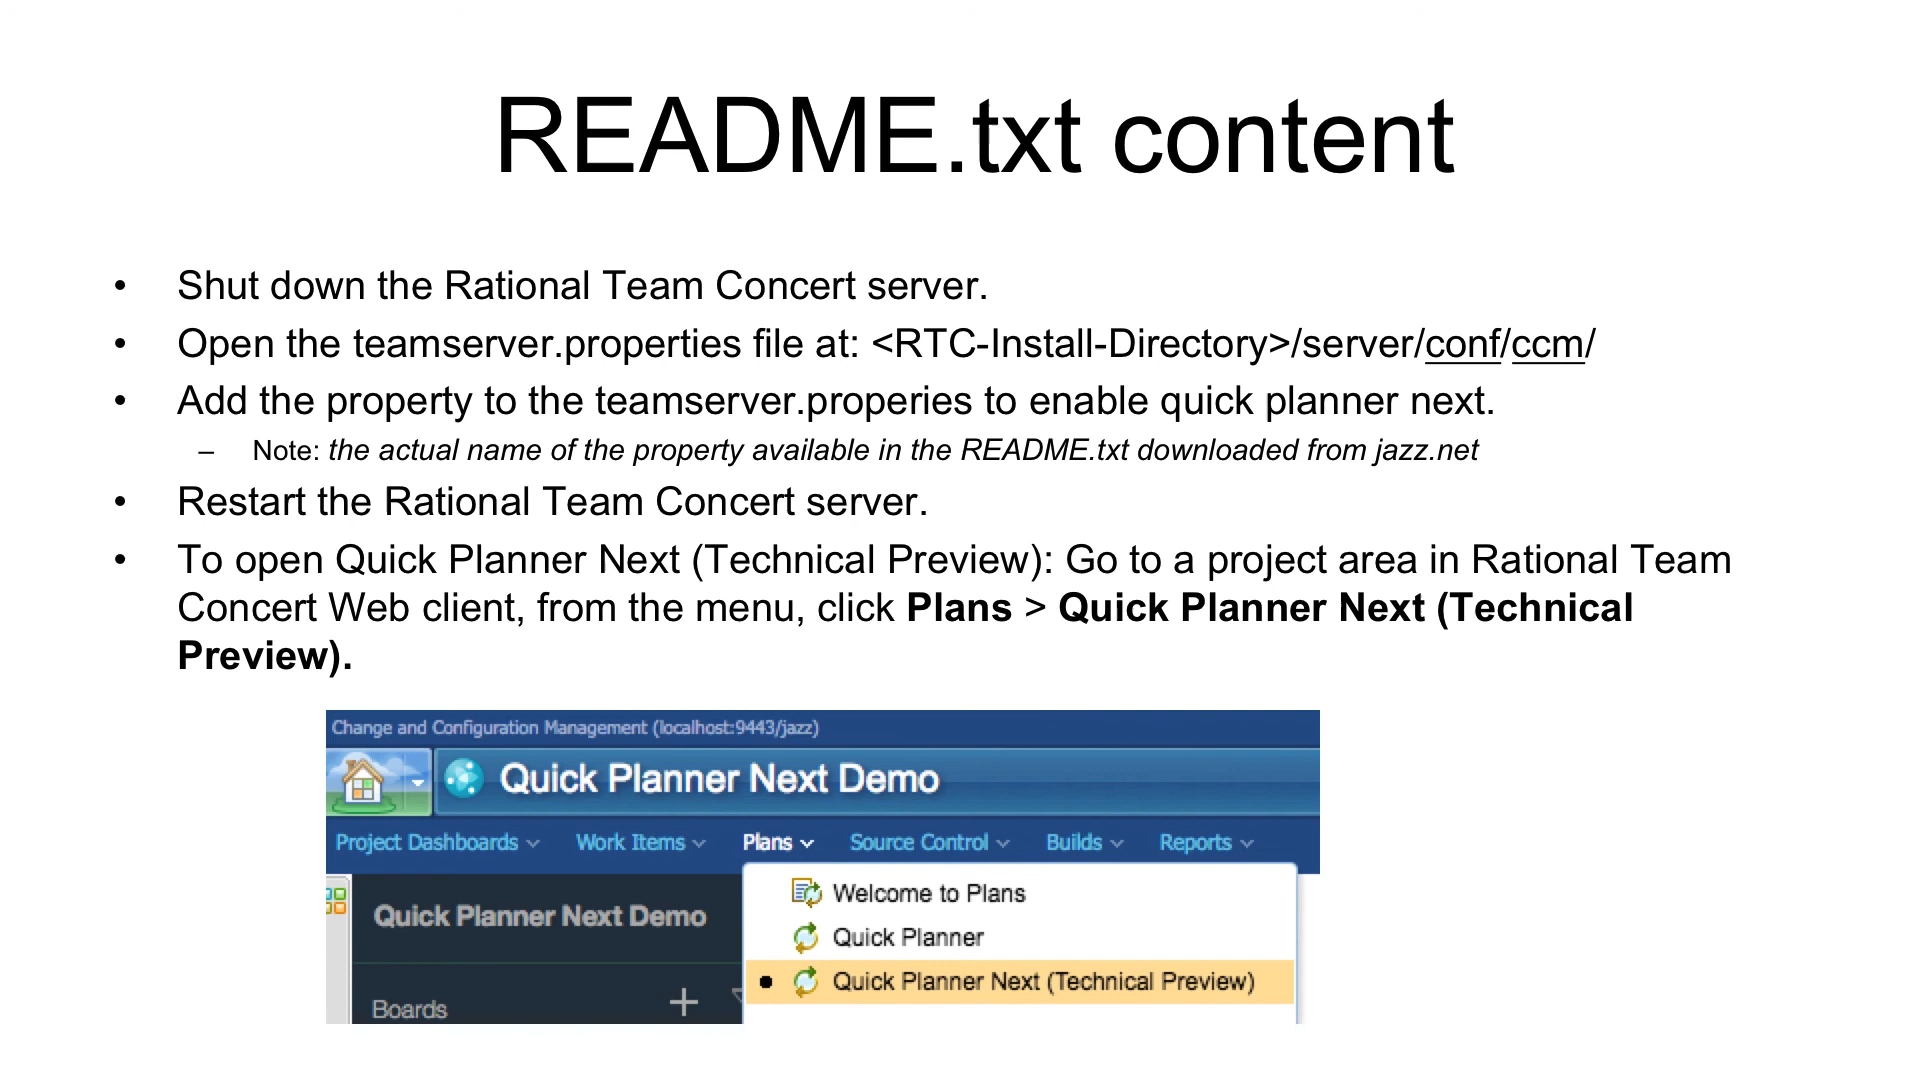 README.txt content
• Shut down the Rational Team Concert server.
• Open the teamserver.properties file at: <RTC-Install-Directory>/server/conf/ccm/
• Add the property to the teamserver.properies to enable quick planner next.
– Note: the actual name of the property available in the README.txt downloaded from jazz.net
• Restart the Rational Team Concert server.
• To open Quick Planner Next (Technical Preview): Go to a project area in Rational Team
Concert Web client, from the menu, click Plans > Quick Planner Next (Technical
Preview).
Change and Configuration Management (localhost:9443/jazz)
Quick Planner Next Demo
Project Dashboards Work Items Plans Source Control Builds Reports
Welcome to Plans
Quick Planner Next Demo
Quick Planner
• Quick Planner Next (Technical Preview)
Boards +